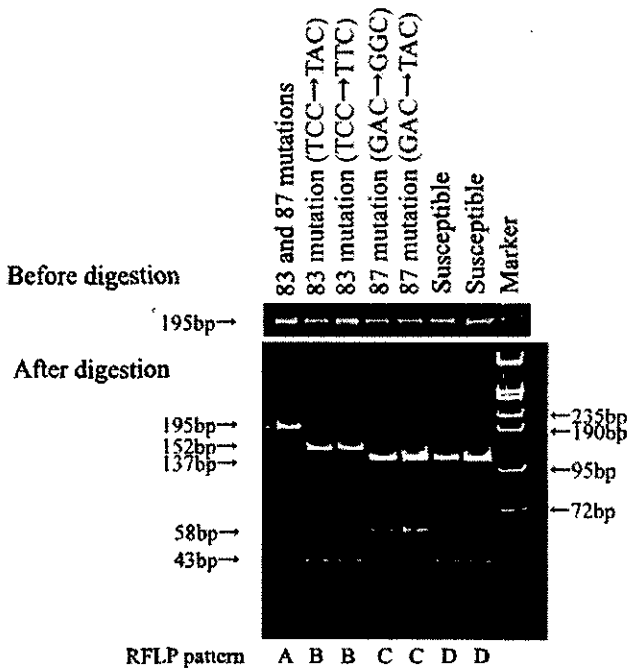 83 and 87 mutations
83 mutation (TCC→TAC)
83 mutation (TCC→TTC)
87 mutation (GAC→GGC)
87 mutation (GAC→TAC)
Susceptible
Susceptible
Marker
Before digestion
195bp→
After digestion
195bp→
152bp→
137bp→
58bp→
43bp→
←235bp
←190bp
←95bp
←72bp
RFLP pattern A B B C C D D